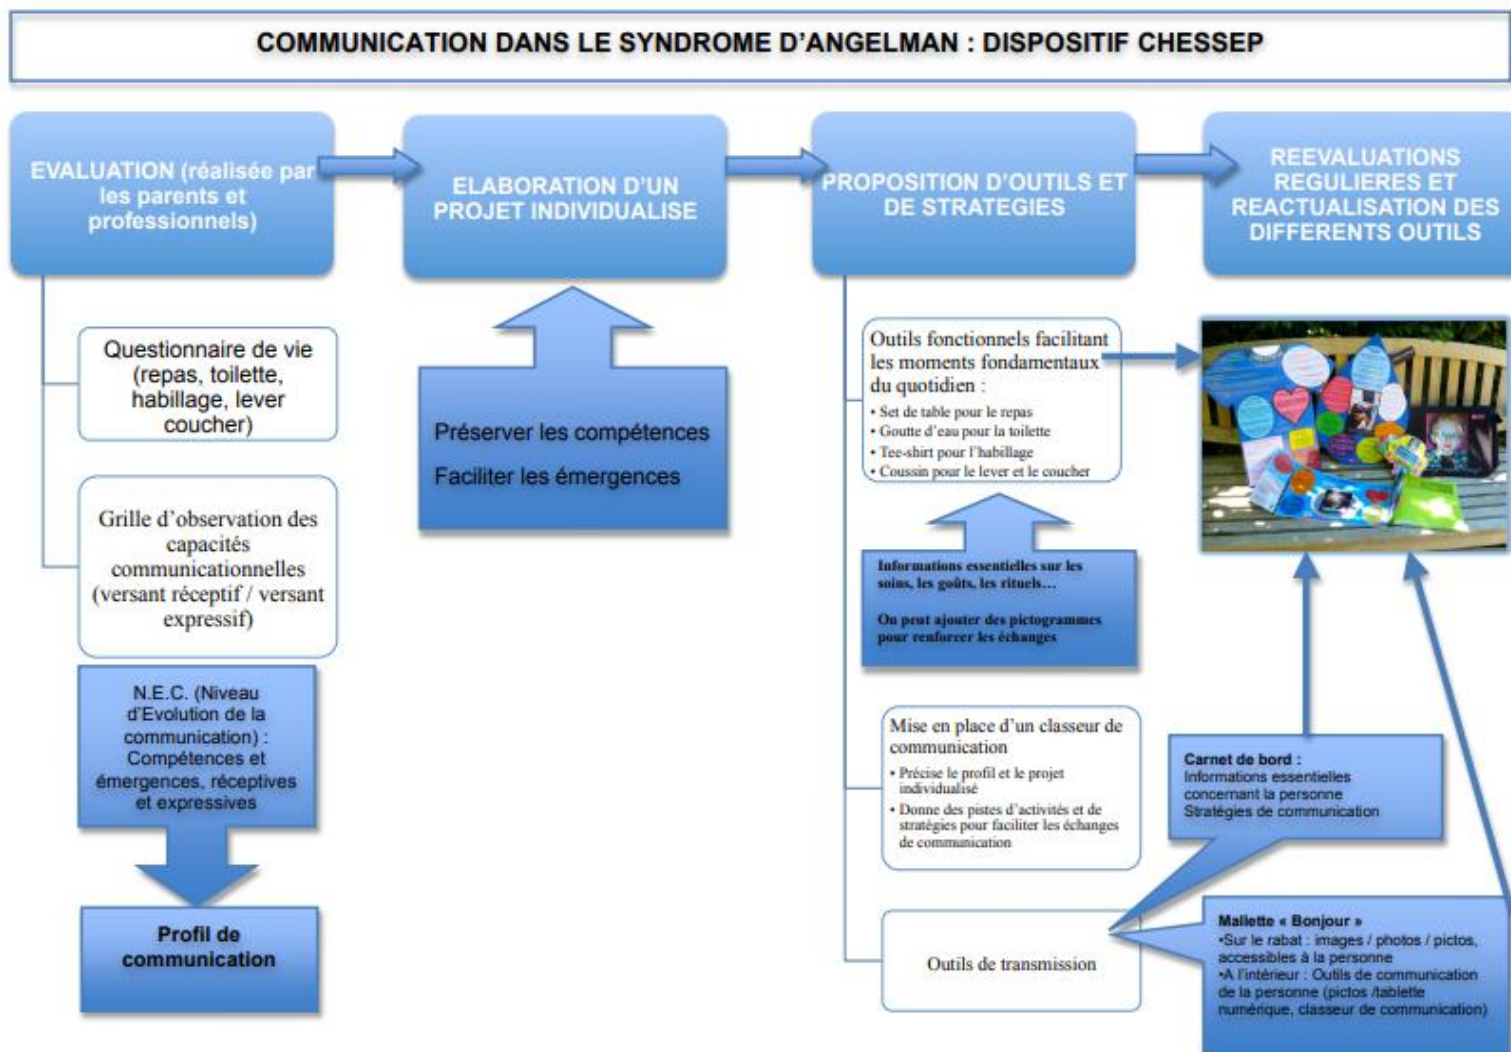 COMMUNICATION DANS LE SYNDROME D'ANGELMAN : DISPOSITIF CHESSEP
EVALUATION (réalisée par
les parents et
professionnels)
ELABORATION D'UN
PROJET INDIVIDUALISE
PROPOSITION D'OUTILS ET
DE STRATEGIES
REEVALUATIONS
REGULIERES ET
REACTUALISATION DES
DIFFERENTS OUTILS
Questionnaire de vie
(repas, toilette,
habillage, lever
coucher)
Grille d'observation des
capacités
communicationnelles
(versant réceptif / versant
expressif)
N.E.C. (Niveau
d'Evolution de la
communication) :
Compétences et
émergences, réceptives
et expressives
Profil de
communication
Préserver les compétences
Faciliter les émergences
Outils fonctionnels facilitant
les moments fondamentaux
du quotidien :
• Set de table pour le repas
• Goutte d'eau pour la toilette
• Tee-shirt pour l'habillage
• Coussin pour le lever et le coucher
Informations essentielles sur les
soins, les goûts, les rituels…
On peut ajouter des pictogrammes
pour renforcer les échanges
Mise en place d'un classeur de
communication
• Précise le profil et le projet
individualisé
• Donne des pistes d'activités et de
stratégies pour faciliter les échanges
de communication
Outils de transmission
Carnet de bord :
Informations essentielles
concernant la personne
Stratégies de communication
Mallette « Bonjour »
•Sur le rabat : images / photos / pictos,
accessibles à la personne
•A l'intérieur : Outils de communication
de la personne (pictos /tablette
numérique, classeur de communication)